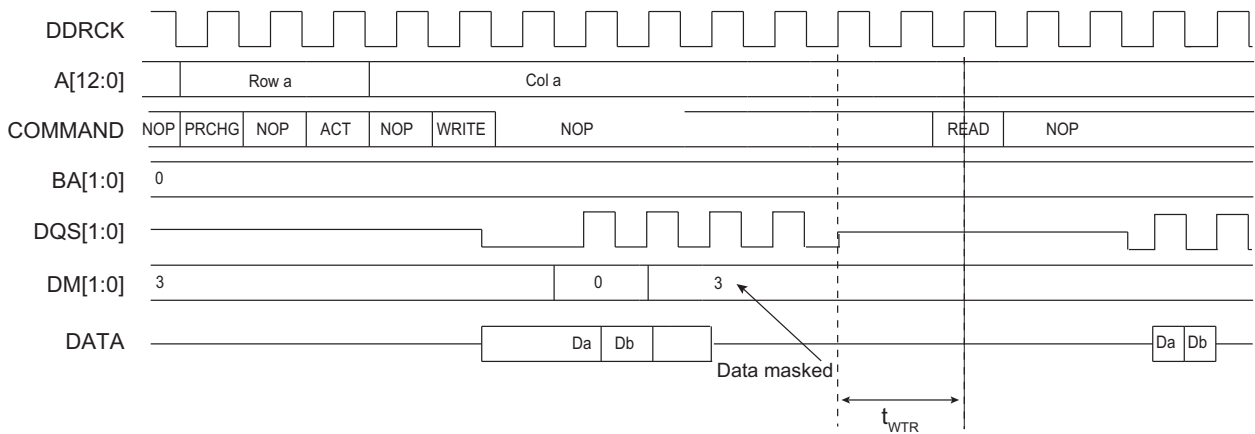 DDRCK
A[12:0] Row a Col a
COMMAND NOP PRCHG NOP ACT NOP WRITE NOP READ NOP
BA[1:0] 0
DQS[1:0]
DM[1:0] 3 0 3
DATA Da Db Da Db
Data masked
tWTR